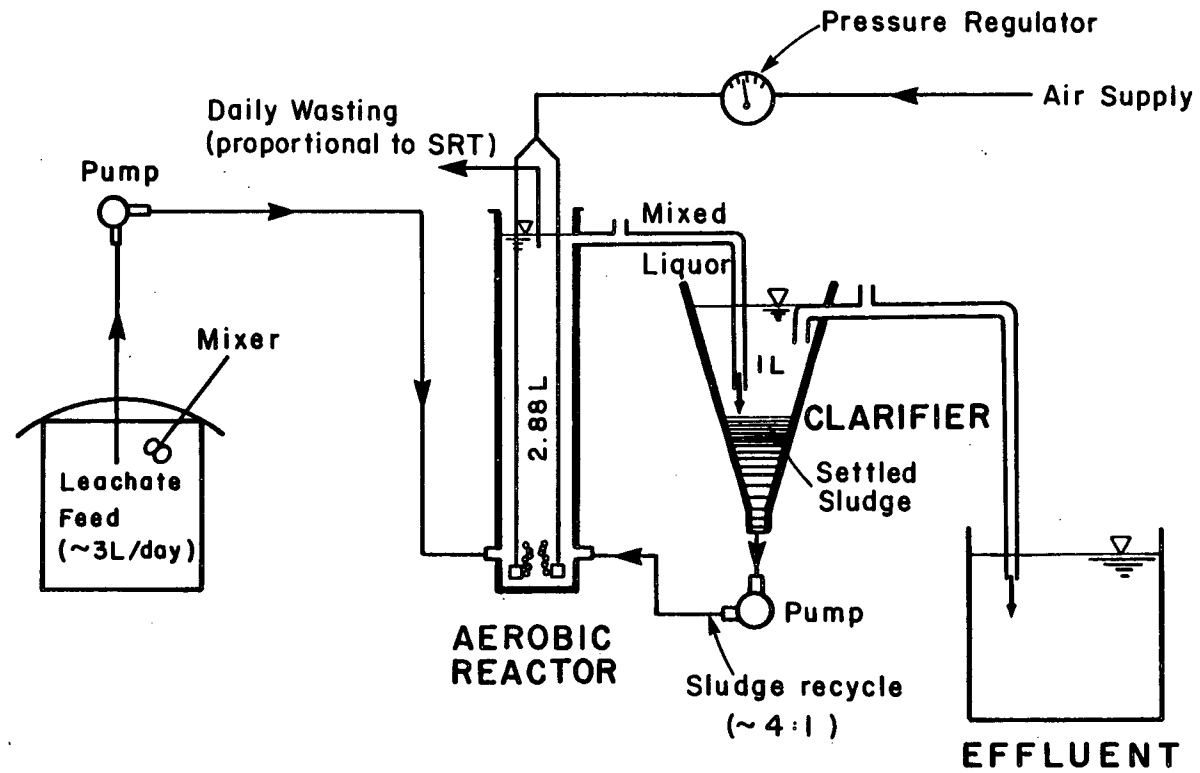 Pressure Regulator
Air Supply
Daily Wasting
(proportional to SRT)
Pump
Mixed
Liquor
Mixer
1L
2.88L
CLARIFIER
Settled
Sludge
Leachate
Feed
(~3L/day)
Pump
AEROBIC
REACTOR
Sludge recycle
(~4:1)
EFFLUENT